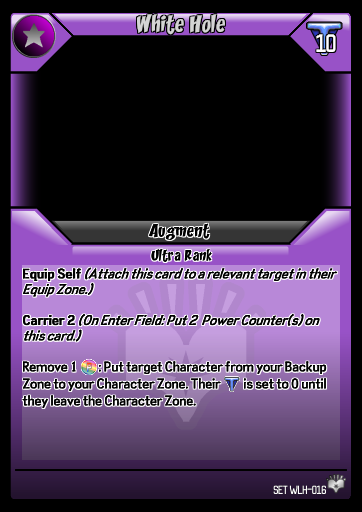 White Hole
10
Augment
Ultra Rank
Equip Self (Attach this card to a relevant target in their
Equip Zone.)
Carrier 2 (On Enter Field: Put 2 Power Counter(s) on
this card.)
Remove 1 : Put target Character from your Backup
Zone to your Character Zone. Their is set to 0 until
they leave the Character Zone.
SET WLH-016